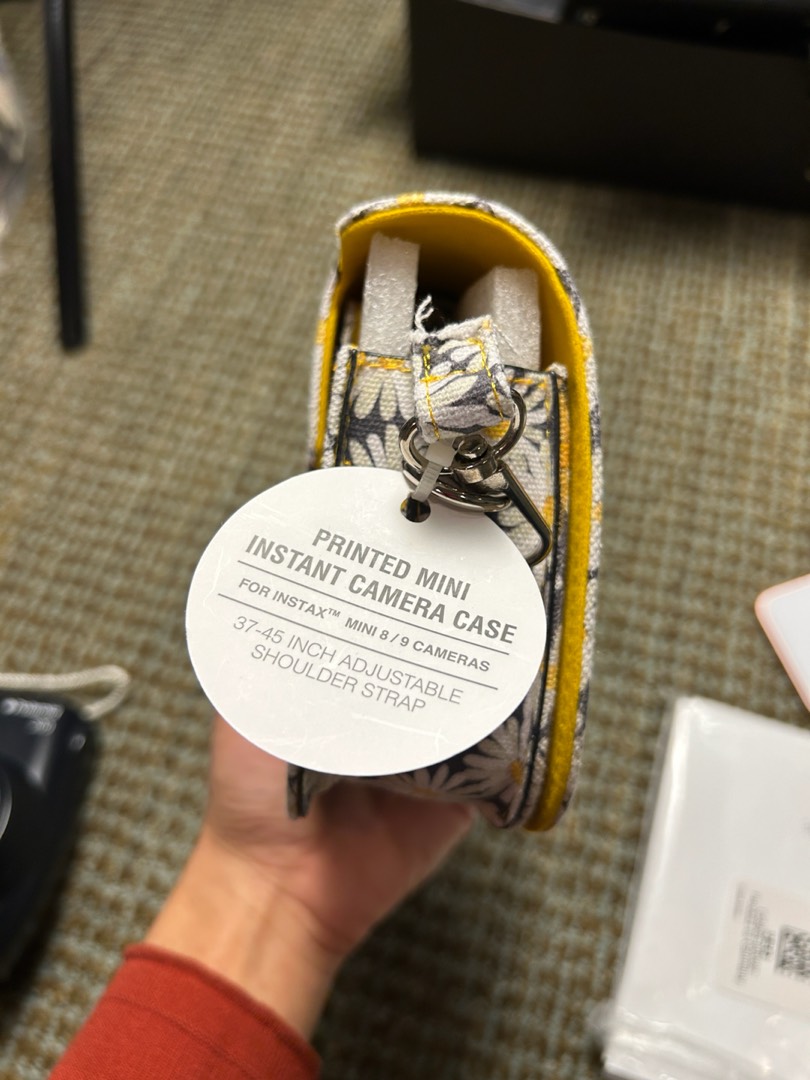 PRINTED MINI
INSTANT CAMERA CASE
FOR INSTAX™ MINI 8 / 9 CAMERAS
37-45 INCH ADJUSTABLE
SHOULDER STRAP